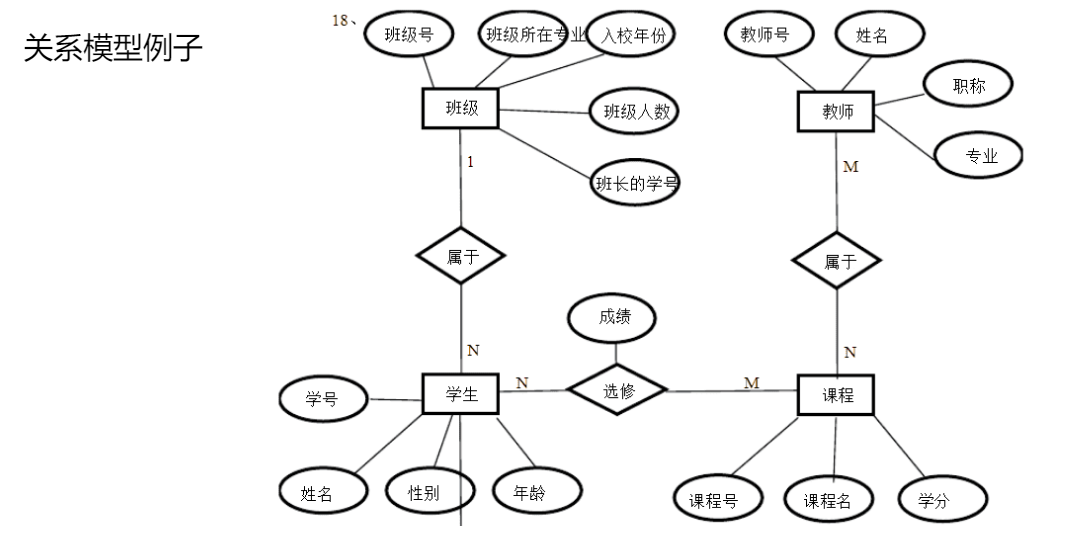 关系模型例子
18、
班级号
班级所在专业
入校年份
教师号
姓名
职称
班级
班级人数
教师
专业
1
M
班长的学号
属于
属于
成绩
N
N
学生
N
选修
M
课程
学号
姓名
性别
年龄
课程号
课程名
学分